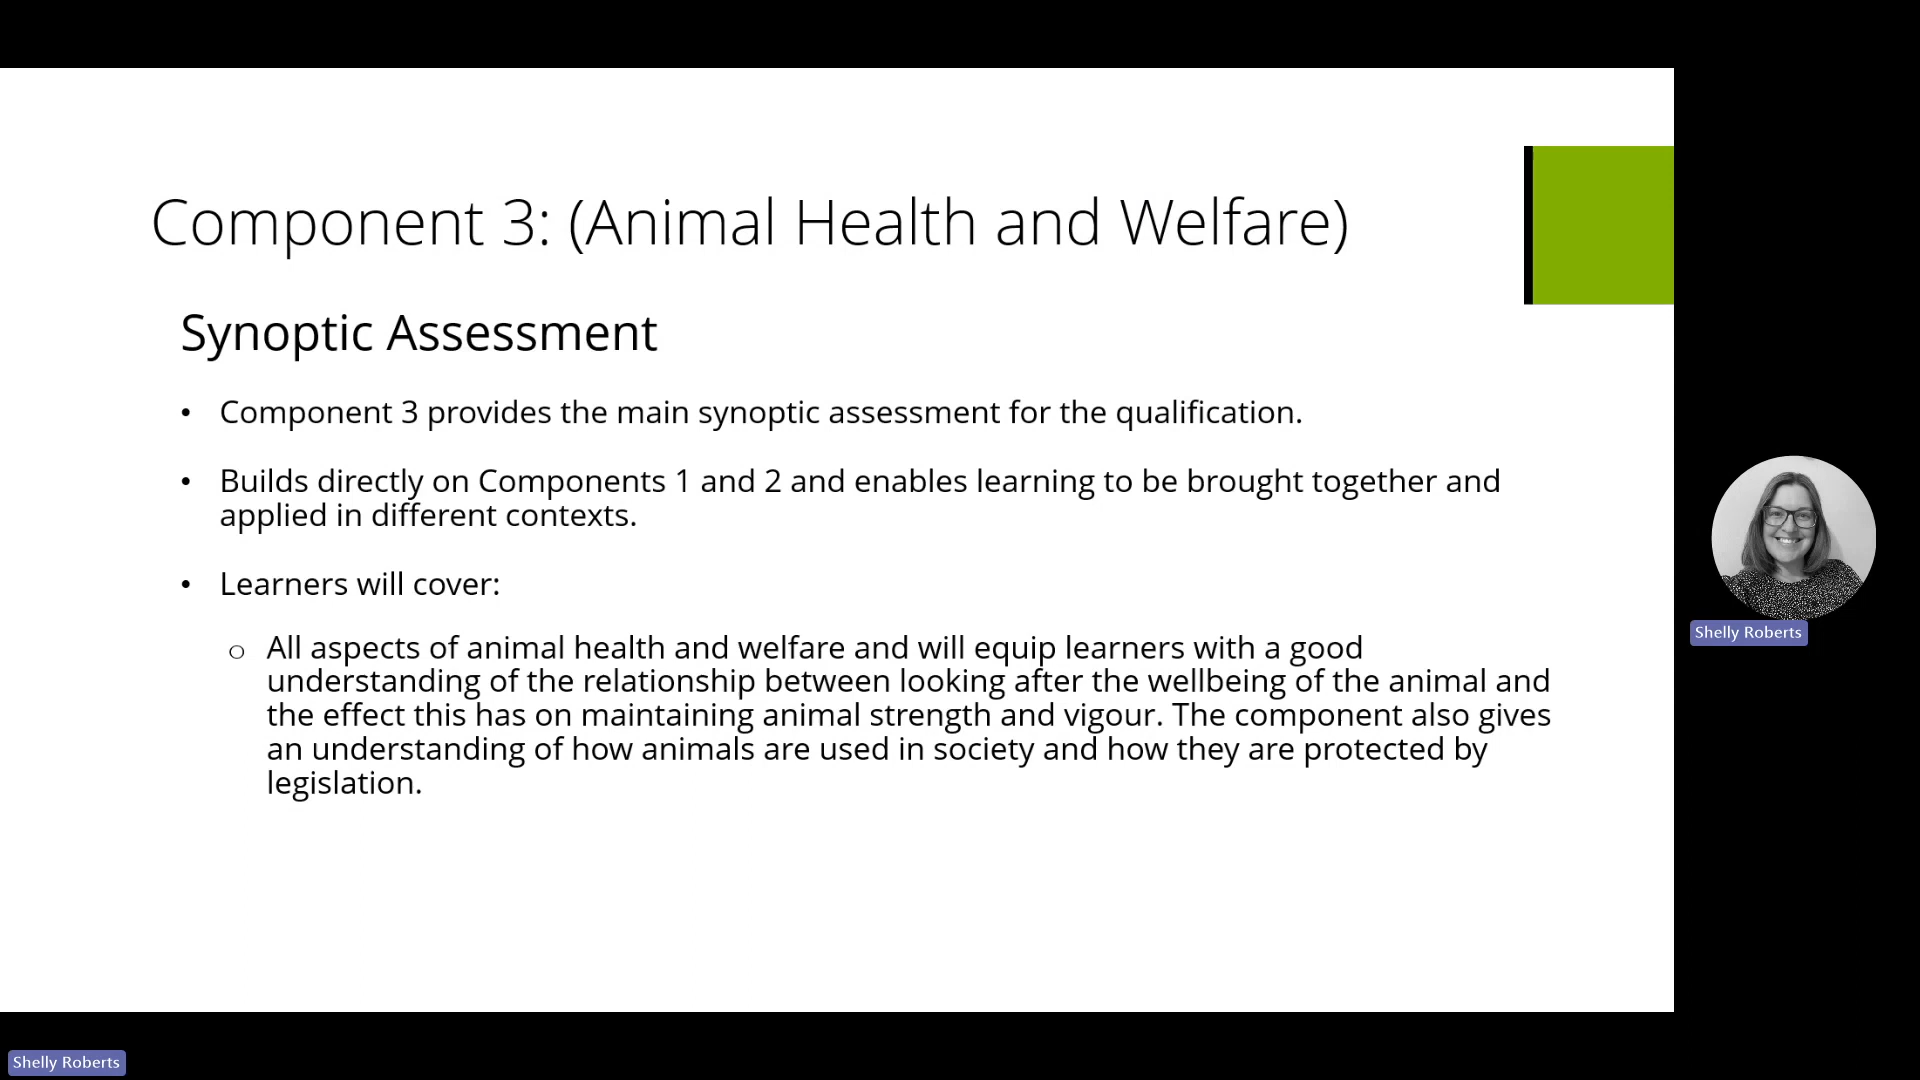 Component 3: (Animal Health and Welfare)
Synoptic Assessment
• Component 3 provides the main synoptic assessment for the qualification.
• Builds directly on Components 1 and 2 and enables learning to be brought together and
applied in different contexts.
• Learners will cover:
○ All aspects of animal health and welfare and will equip learners with a good
understanding of the relationship between looking after the wellbeing of the animal and
the effect this has on maintaining animal strength and vigour. The component also gives
an understanding of how animals are used in society and how they are protected by
legislation.
Shelly Roberts
Shelly Roberts